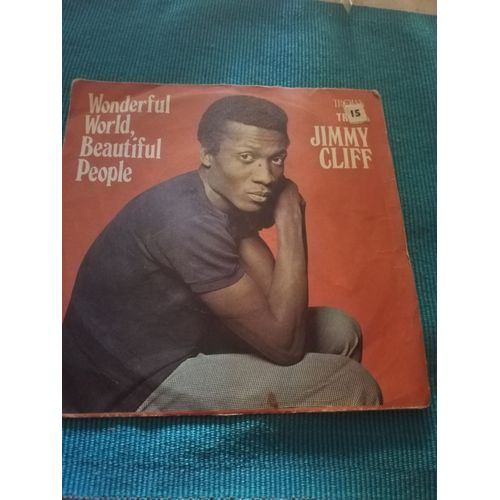 Wonderful
World,
Beautiful
People
15
JIMMY
CLIFF